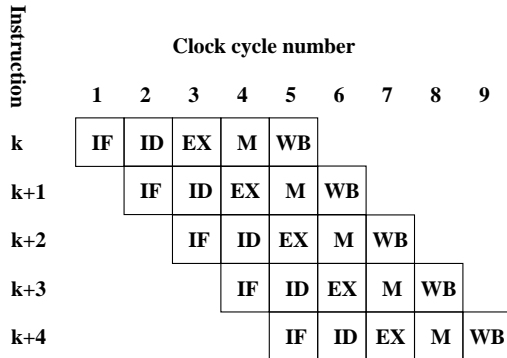 Instruction
Clock cycle number
1 2 3 4 5 6 7 8 9
k IF ID EX M WB
k+1 IF ID EX M WB
k+2 IF ID EX M WB
k+3 IF ID EX M WB
k+4 IF ID EX M WB